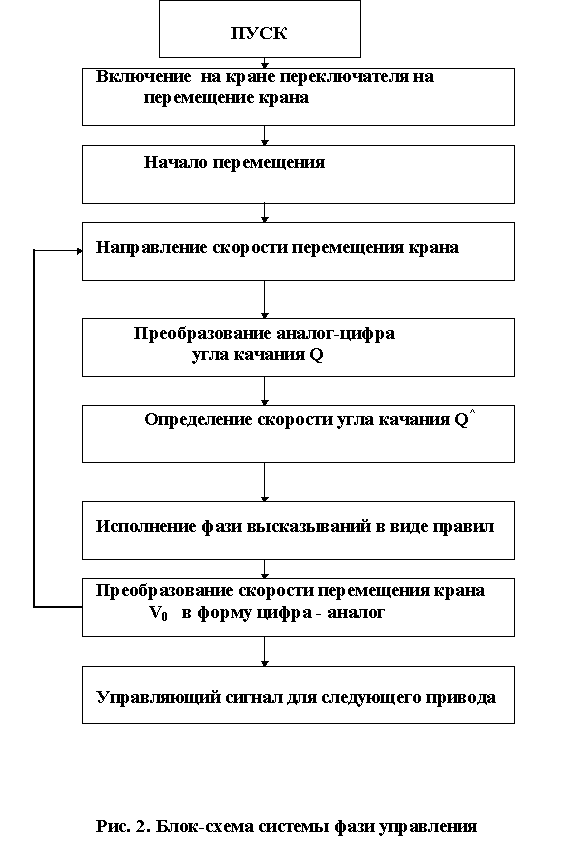 ПУСК
Включение на кране переключателя на
перемещение крана
Начало перемещения
Направление скорости перемещения крана
Преобразование аналог-цифра
угла качания Q
Определение скорости угла качания Q^
Исполнение фази высказываний в виде правил
Преобразование скорости перемещения крана
V₀ в форму цифра - аналог
Управляющий сигнал для следующего привода
Рис. 2. Блок-схема системы фази управления